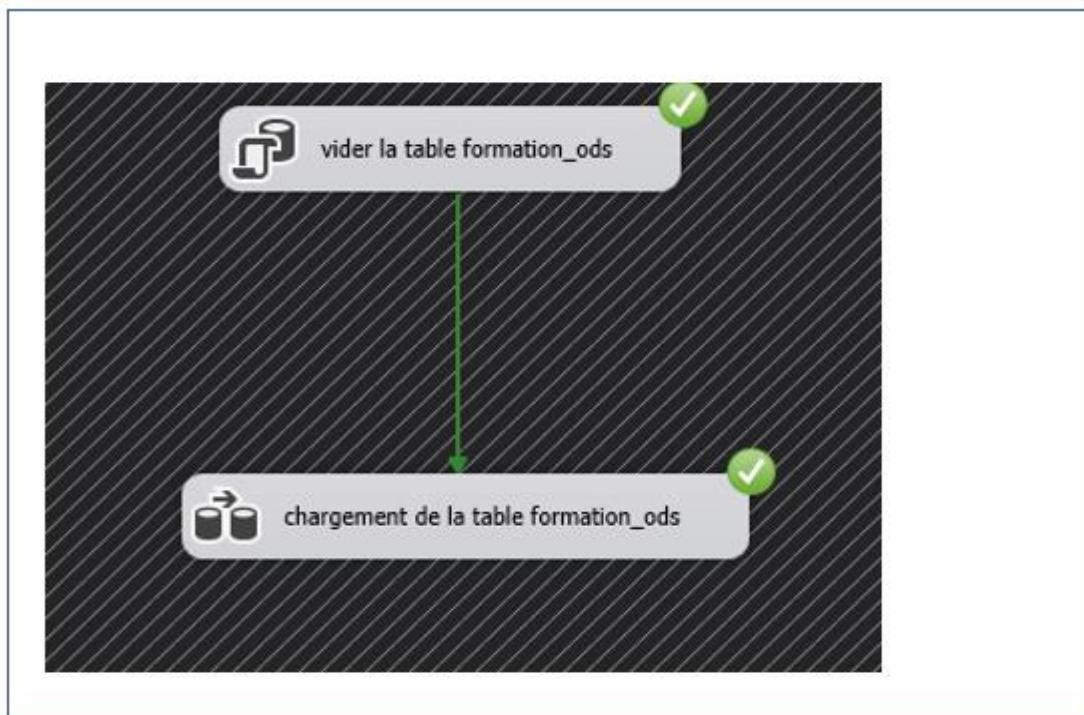 vider la table formation_ods
chargement de la table formation_ods